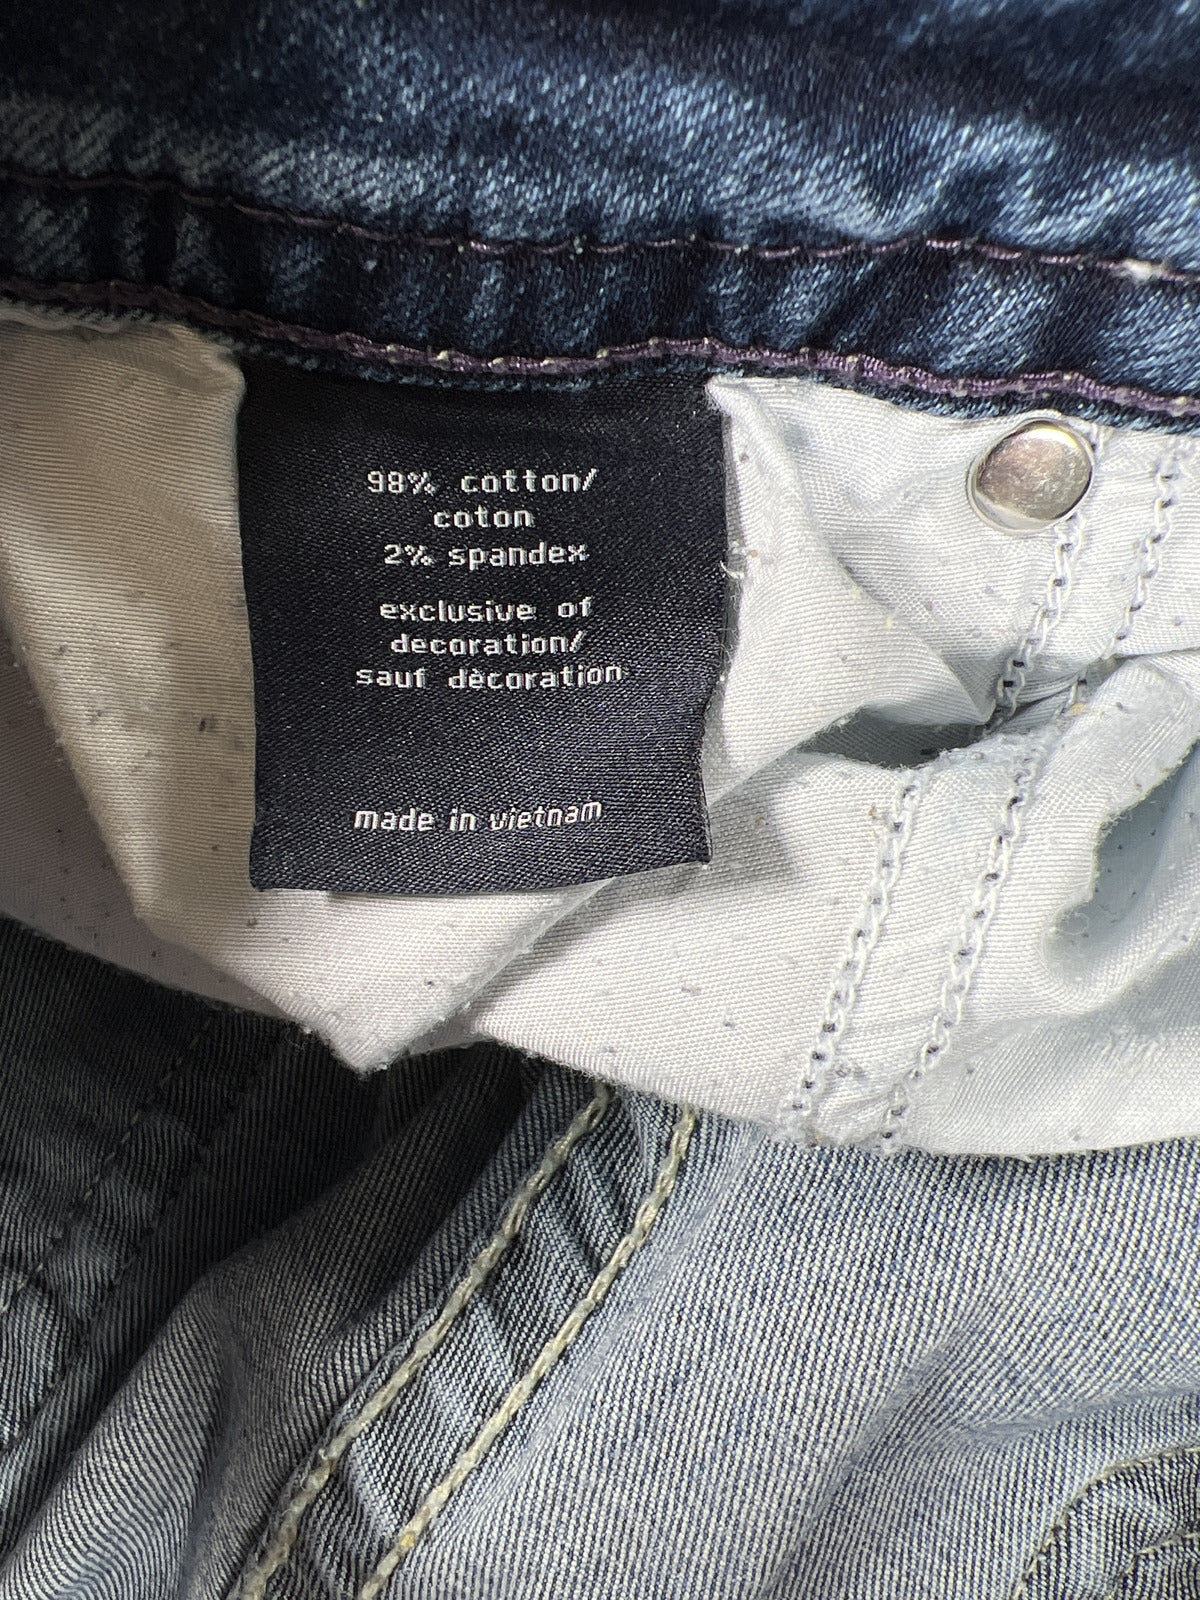 98% cotton/
coton
2% spandex
exclusive of
decoration/
sauf dècoration
made in vietnam